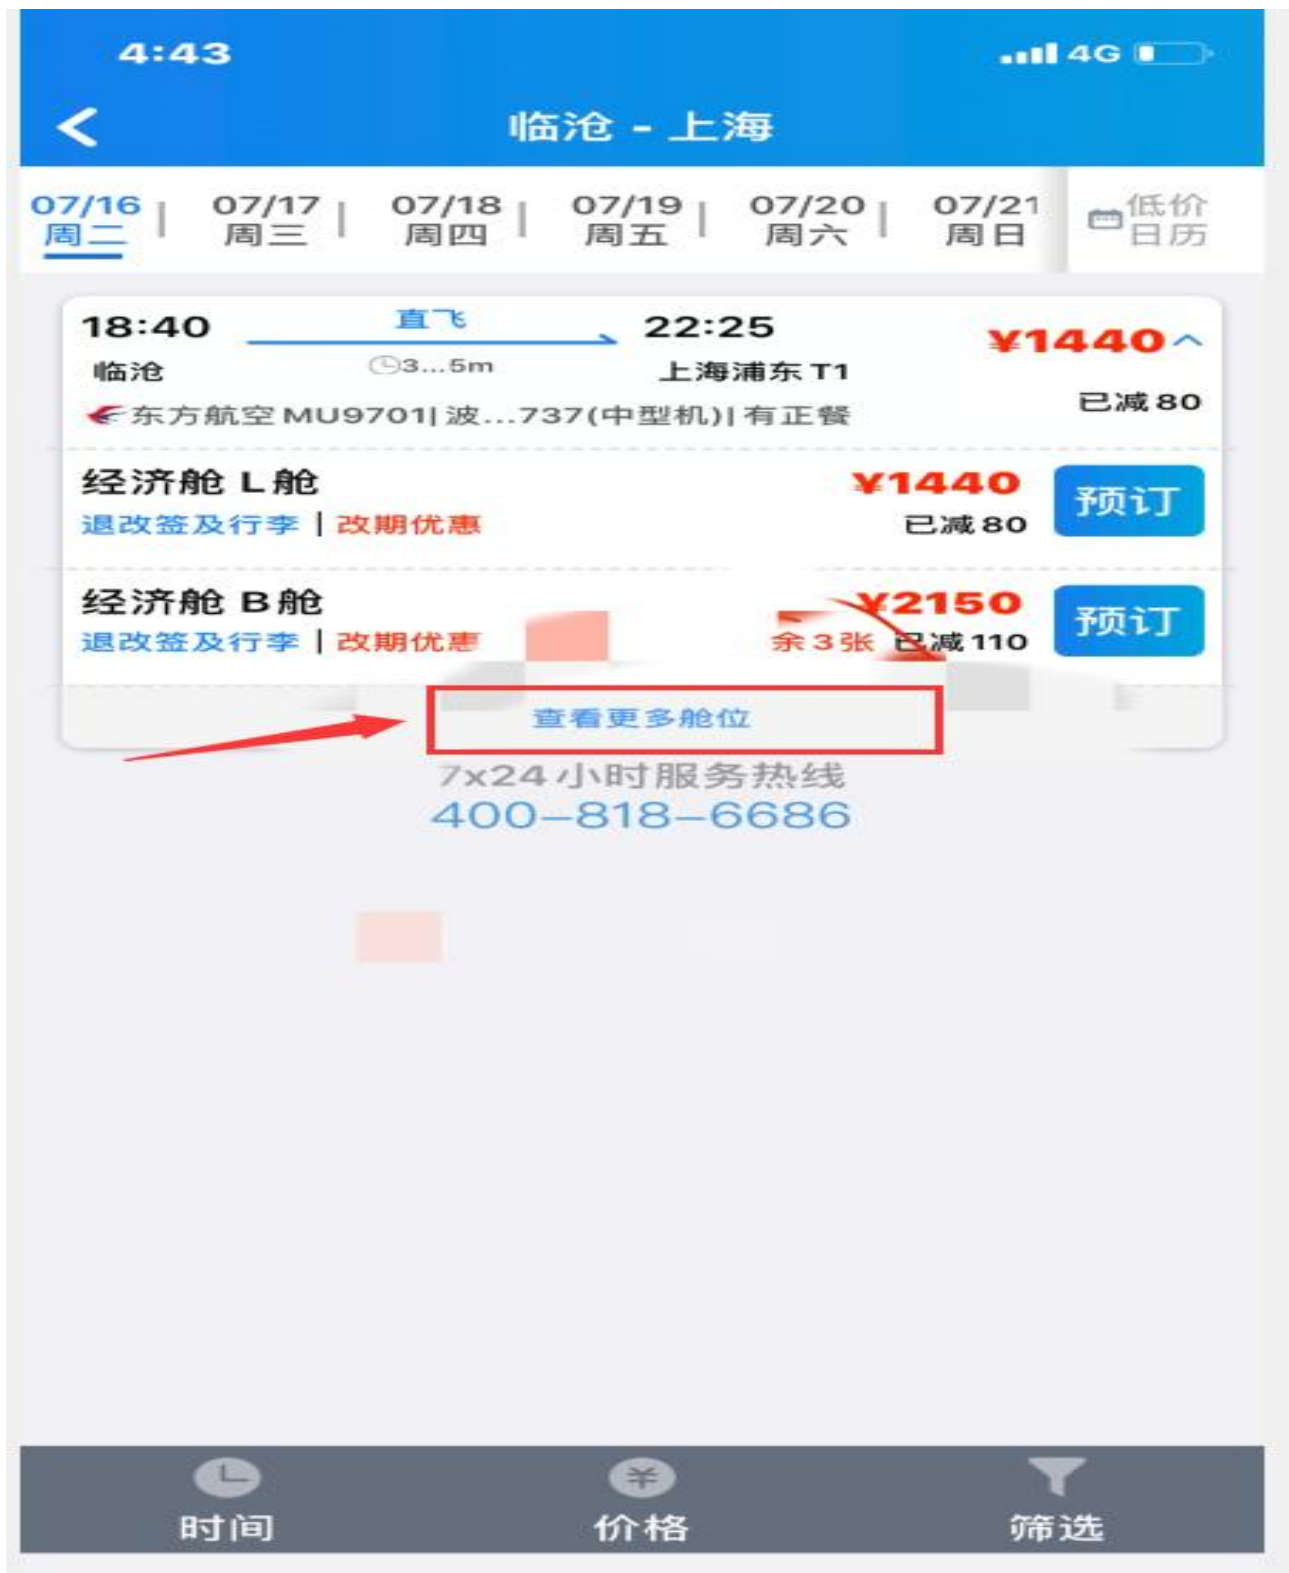 4:43 4G
临沧 - 上海
07/16 07/17 07/18 07/19 07/20 07/21 低价
周二 周三 周四 周五 周六 周日 日历
18:40 直飞 22:25 ¥1440
临沧 3...5m 上海浦东 T1
东方航空 MU9701| 波...737(中型机)| 有正餐 已减 80
经济舱 L 舱 ¥1440 预订
退改签及行李 | 改期优惠 已减 80
经济舱 B 舱 ¥2150 预订
退改签及行李 | 改期优惠 余 3 张 已减 110
查看更多舱位
7x24 小时服务热线
400-818-6686
时间 价格 筛选